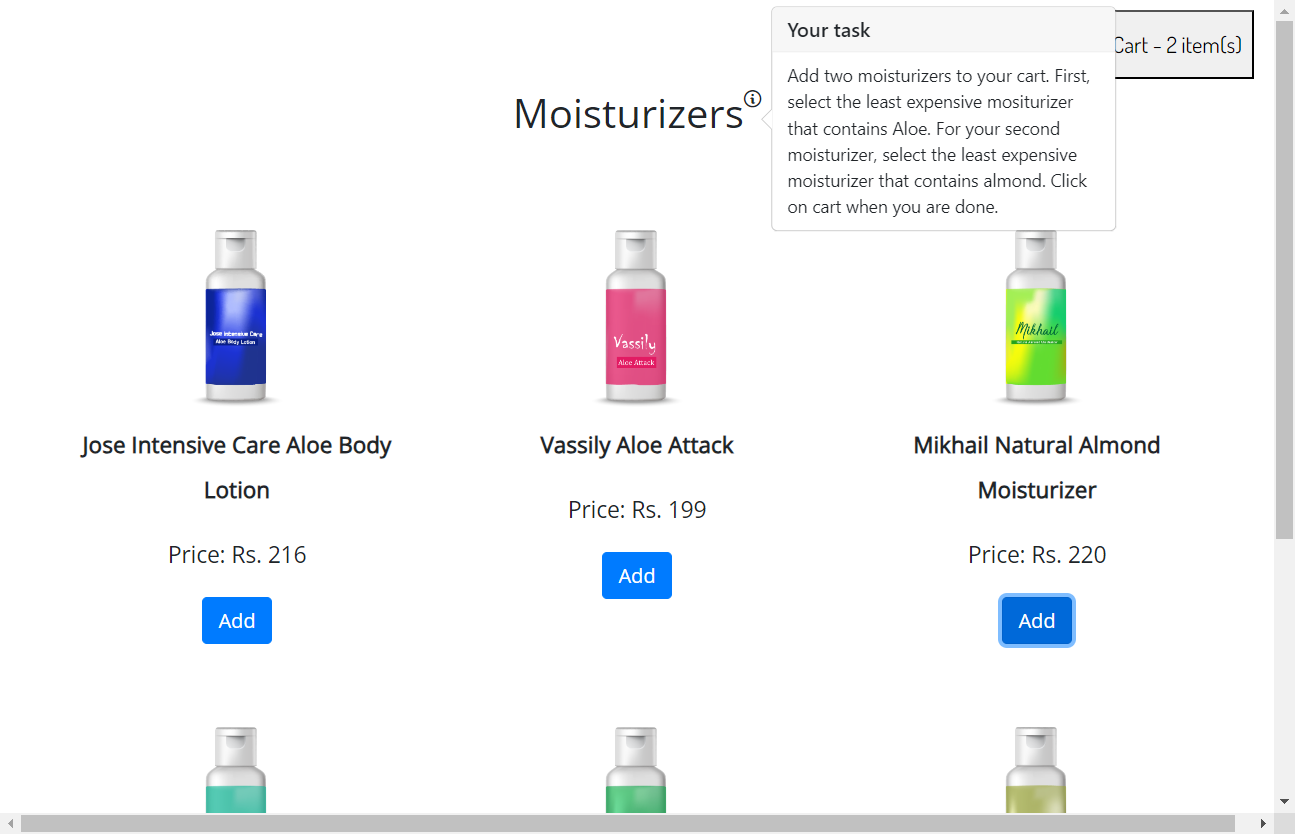 Your task
Cart - 2 item(s)
Add two moisturizers to your cart. First,
select the least expensive mositurizer
that contains Aloe. For your second
moisturizer, select the least expensive
moisturizer that contains almond. Click
on cart when you are done.
Moisturizers
Jose Intensive Care
Aloe Body Lotion
Vassily
Aloe Attack
Mikhail
Jose Intensive Care Aloe Body
Lotion
Price: Rs. 216
Add
Vassily Aloe Attack
Price: Rs. 199
Add
Mikhail Natural Almond
Moisturizer
Price: Rs. 220
Add